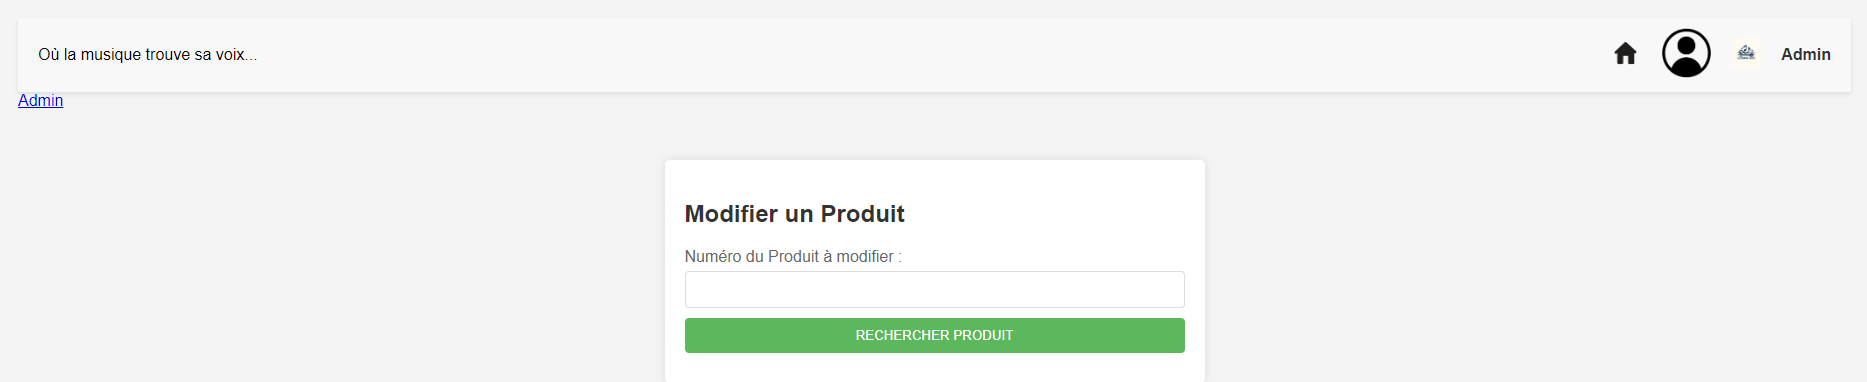 Où la musique trouve sa voix...
Admin
Admin
Modifier un Produit
Numéro du Produit à modifier :
RECHERCHER PRODUIT